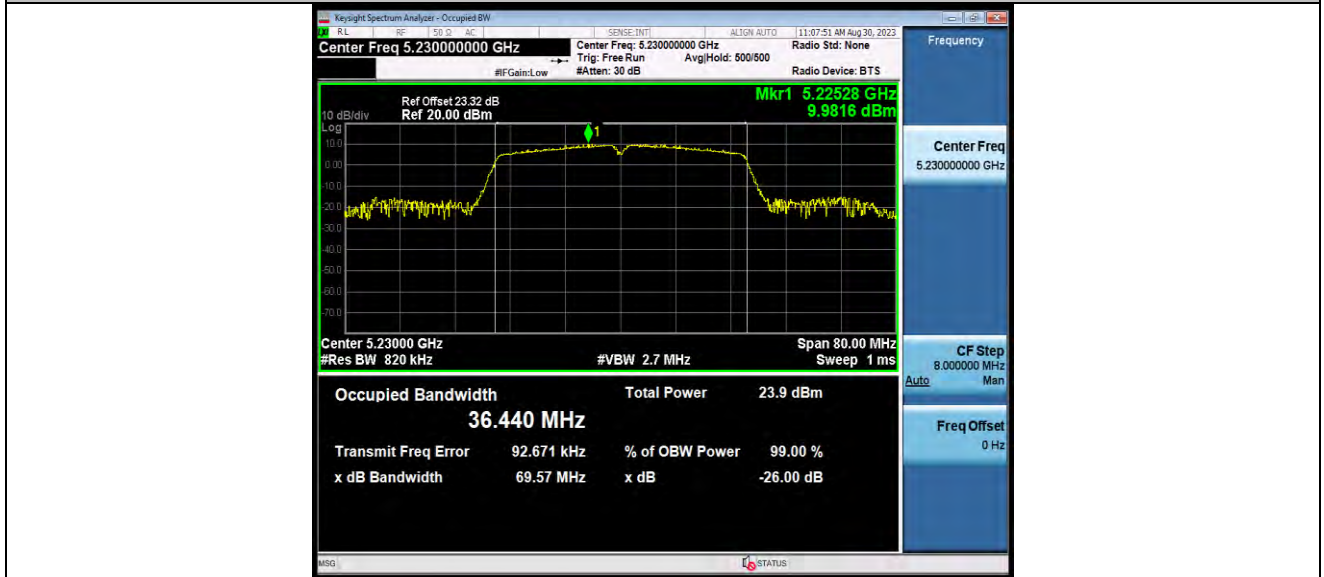 Keysight Spectrum Analyzer - Occupied BW
RL RF 50 Ω AC SENSE:INT ALIGN AUTO 11:07:51 AM Aug 30, 2023
Center Freq 5.230000000 GHz
Center Freq: 5.230000000 GHz Radio Std: None
Trig: Free Run Avg|Hold: 500/500
#IFGain:Low #Atten: 30 dB Radio Device: BTS
Frequency
Mkr1 5.22528 GHz
9.9816 dBm
Ref Offset 23.32 dB
10 dB/div Ref 20.00 dBm
Log
1
10.0
0.00
-10.0
-20.0
-30.0
-40.0
-50.0
-60.0
-70.0
Center 5.23000 GHz Span 80.00 MHz
#Res BW 820 kHz #VBW 2.7 MHz Sweep 1 ms
Center Freq
5.230000000 GHz
CF Step
8.000000 MHz
Auto Man
Freq Offset
0 Hz
Occupied Bandwidth Total Power 23.9 dBm
36.440 MHz
Transmit Freq Error 92.671 kHz % of OBW Power 99.00 %
x dB Bandwidth 69.57 MHz x dB -26.00 dB
MSG STATUS